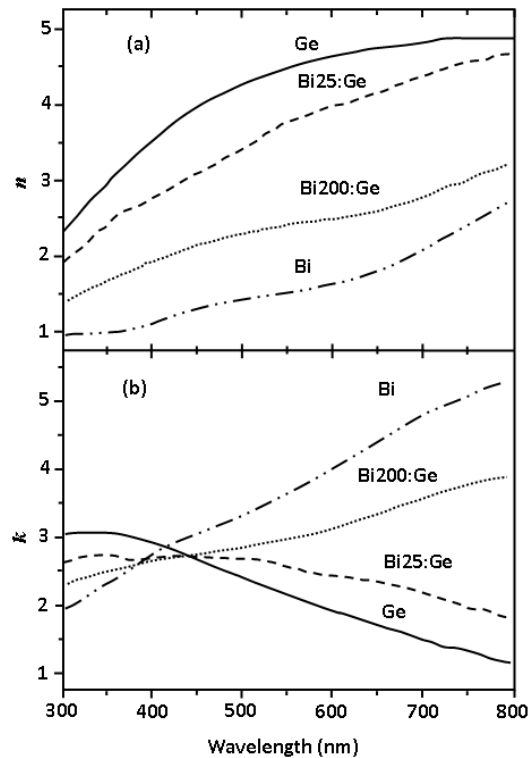 (a)
Ge
Bi25:Ge
Bi200:Ge
Bi
n
5
4
3
2
1
(b)
Bi
Bi200:Ge
Bi25:Ge
Ge
k
5
4
3
2
1
300 400 500 600 700 800
Wavelength (nm)